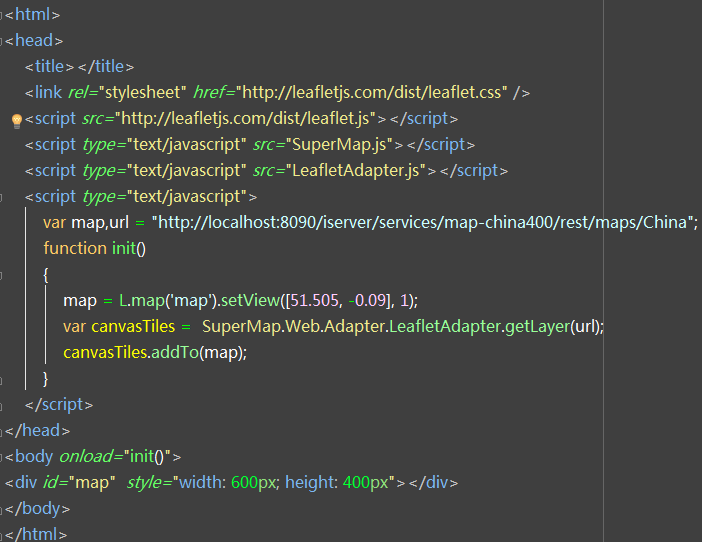 <html>
<head>
<title></title>
<link rel="stylesheet" href="http://leafletjs.com/dist/leaflet.css" />
<script src="http://leafletjs.com/dist/leaflet.js"></script>
<script type="text/javascript" src="SuperMap.js"></script>
<script type="text/javascript" src="LeafletAdapter.js"></script>
<script type="text/javascript">
var map,url = "http://localhost:8090/iserver/services/map-china400/rest/maps/China";
function init()
{
map = L.map('map').setView([51.505, -0.09], 1);
var canvasTiles = SuperMap.Web.Adapter.LeafletAdapter.getLayer(url);
canvasTiles.addTo(map);
}
</script>
</head>
<body onload="init()">
<div id="map" style="width: 600px; height: 400px"></div>
</body>
</html>